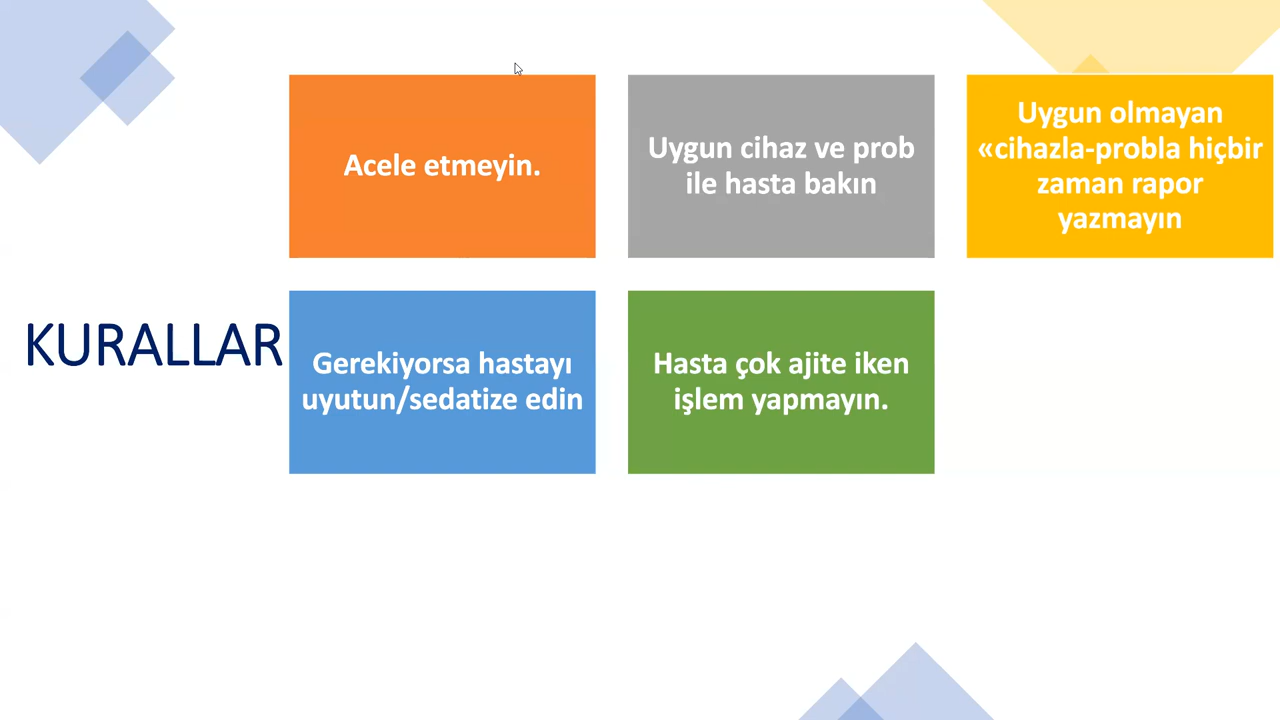 KURALLAR
Acele etmeyin.
Uygun cihaz ve prob
ile hasta bakın
Uygun olmayan
«cihazla-probla hiçbir
zaman rapor
yazmayın
Gerekiyorsa hastayı
uyutun/sedatize edin
Hasta çok ajite iken
işlem yapmayın.